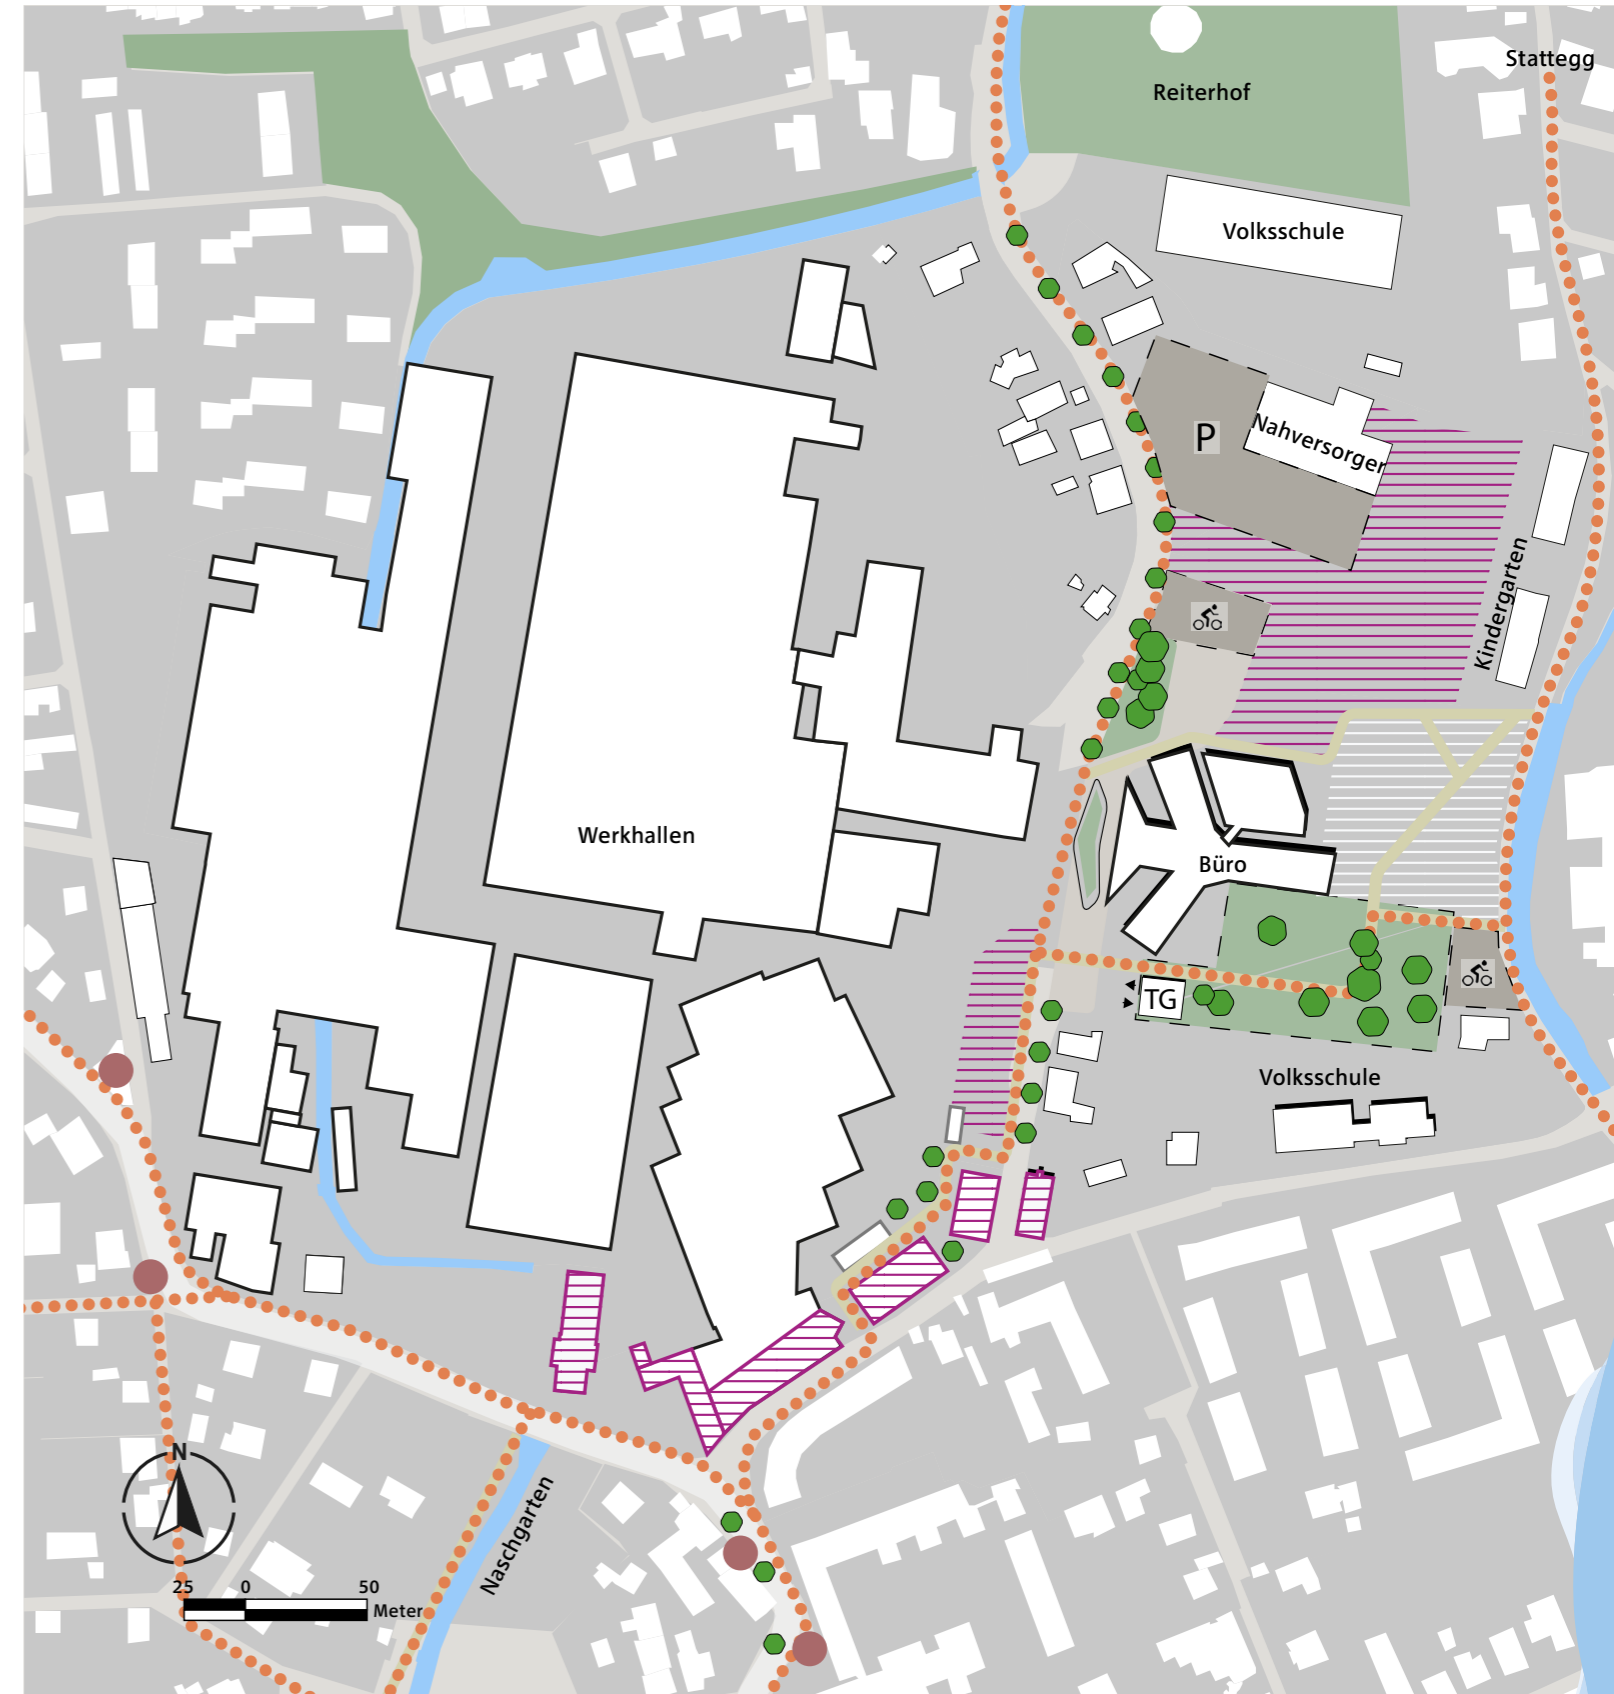 Stattegg
Reiterhof
Volksschule
P
Nahversorger
Kindergarten
Werkhallen
Büro
TG
Volksschule
N
Naschgarten
25 0 50
Meter